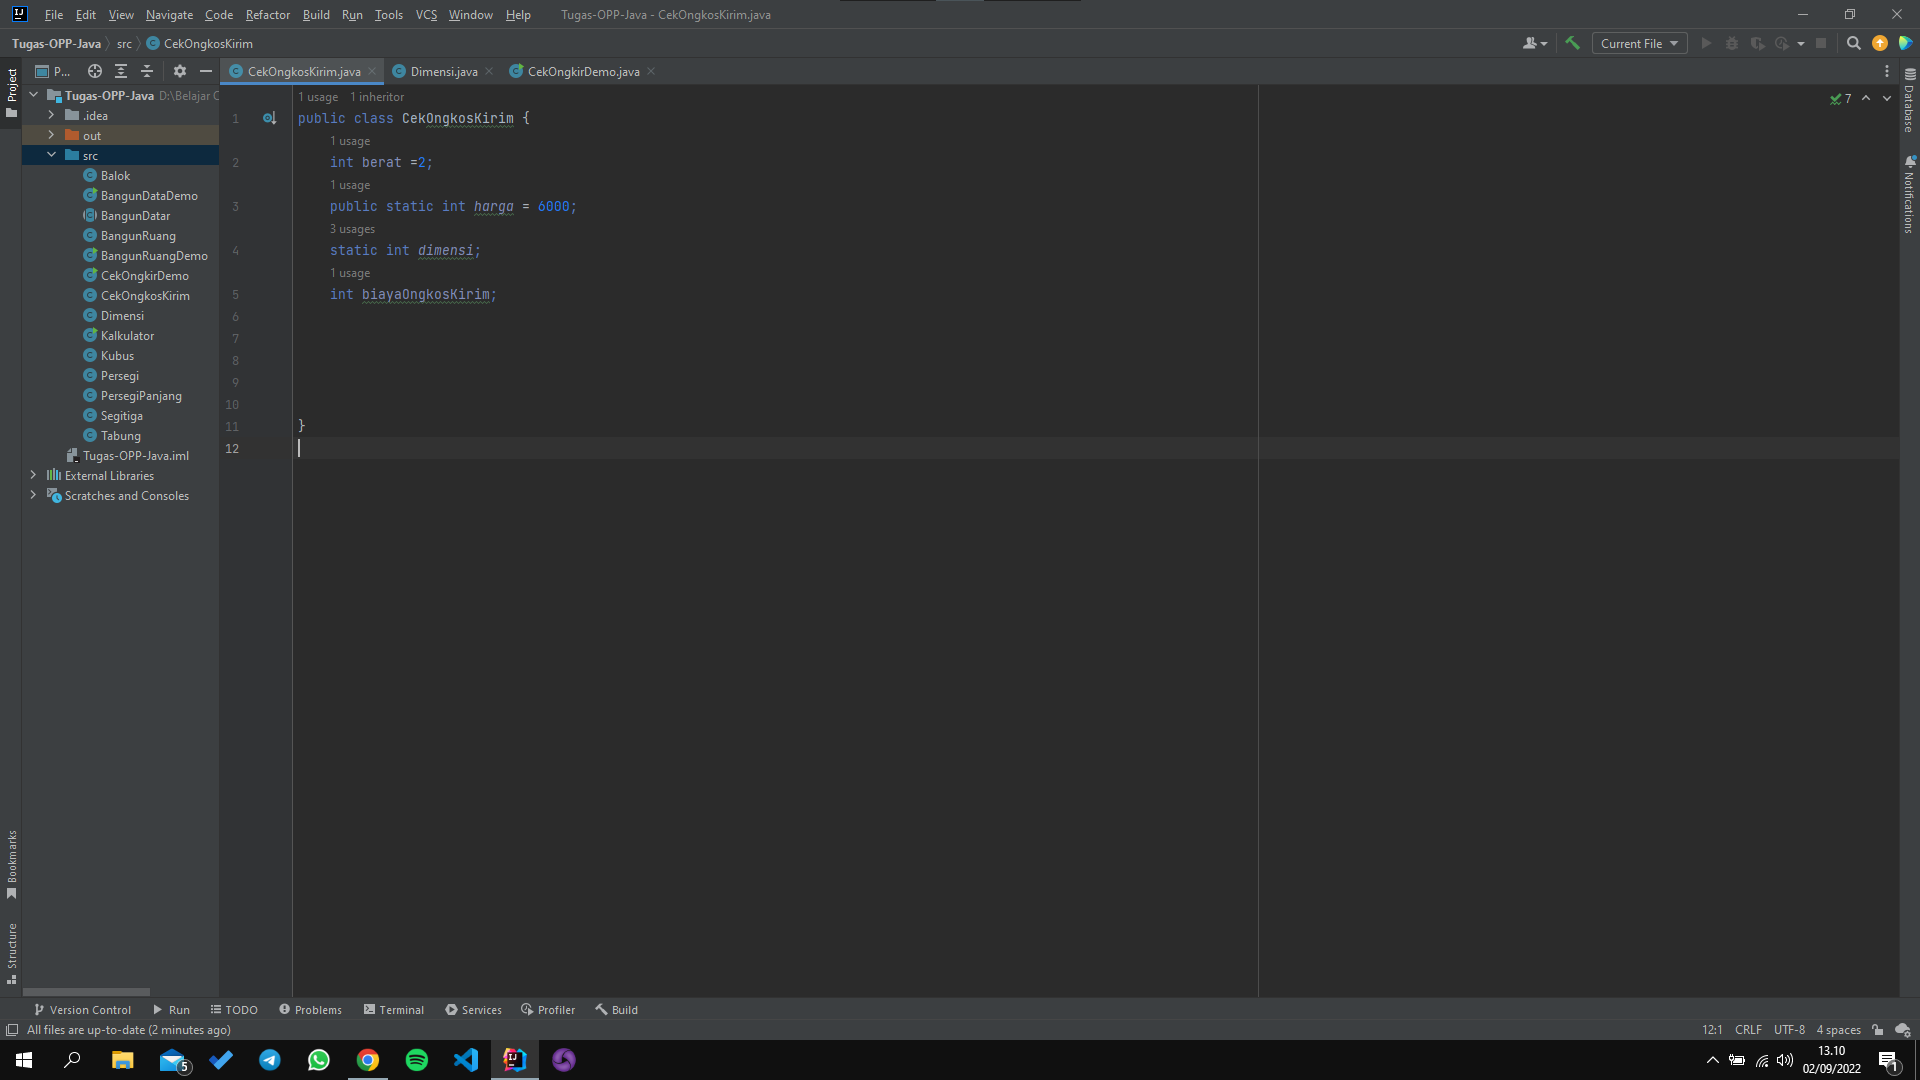 File Edit View Navigate Code Refactor Build Run Tools VCS Window Help Tugas-OPP-Java - CekOngkosKirim.java
Tugas-OPP-Java src CekOngkosKirim
Current File
Project
P...
CekOngkosKirim.java Dimensi.java CekOngkirDemo.java
Tugas-OPP-Java D:\Belajar C
.idea
out
src
Balok
BangunDataDemo
BangunDatar
BangunRuang
BangunRuangDemo
CekOngkirDemo
CekOngkosKirim
Dimensi
Kalkulator
Kubus
Persegi
PersegiPanjang
Segitiga
Tabung
Tugas-OPP-Java.iml
External Libraries
Scratches and Consoles
1 usage 1 inheritor
1 public class CekOngkosKirim {
1 usage
2 int berat =2;
1 usage
3 public static int harga = 6000;
3 usages
4 static int dimensi;
1 usage
5 int biayaOngkosKirim;
6
7
8
9
10
11 }
12
7
Database
Notifications
Bookmarks
Structure
Version Control Run TODO Problems Terminal Services Profiler Build
All files are up-to-date (2 minutes ago)
12:1 CRLF UTF-8 4 spaces
5
13.10
02/09/2022
1